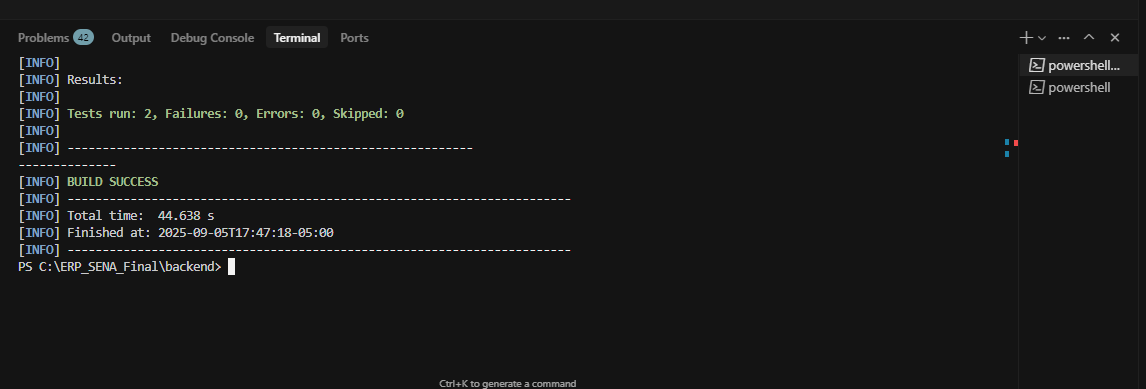 Problems 42 Output Debug Console Terminal Ports
[INFO]
[INFO] Results:
[INFO]
[INFO] Tests run: 2, Failures: 0, Errors: 0, Skipped: 0
[INFO]
[INFO] ----------------------------------------------------------
--------------
[INFO] BUILD SUCCESS
[INFO] ------------------------------------------------------------------------
[INFO] Total time:  44.638 s
[INFO] Finished at: 2025-09-05T17:47:18-05:00
[INFO] ------------------------------------------------------------------------
PS C:\ERP_SENA_Final\backend>
powershell...
powershell
Ctrl+K to generate a command